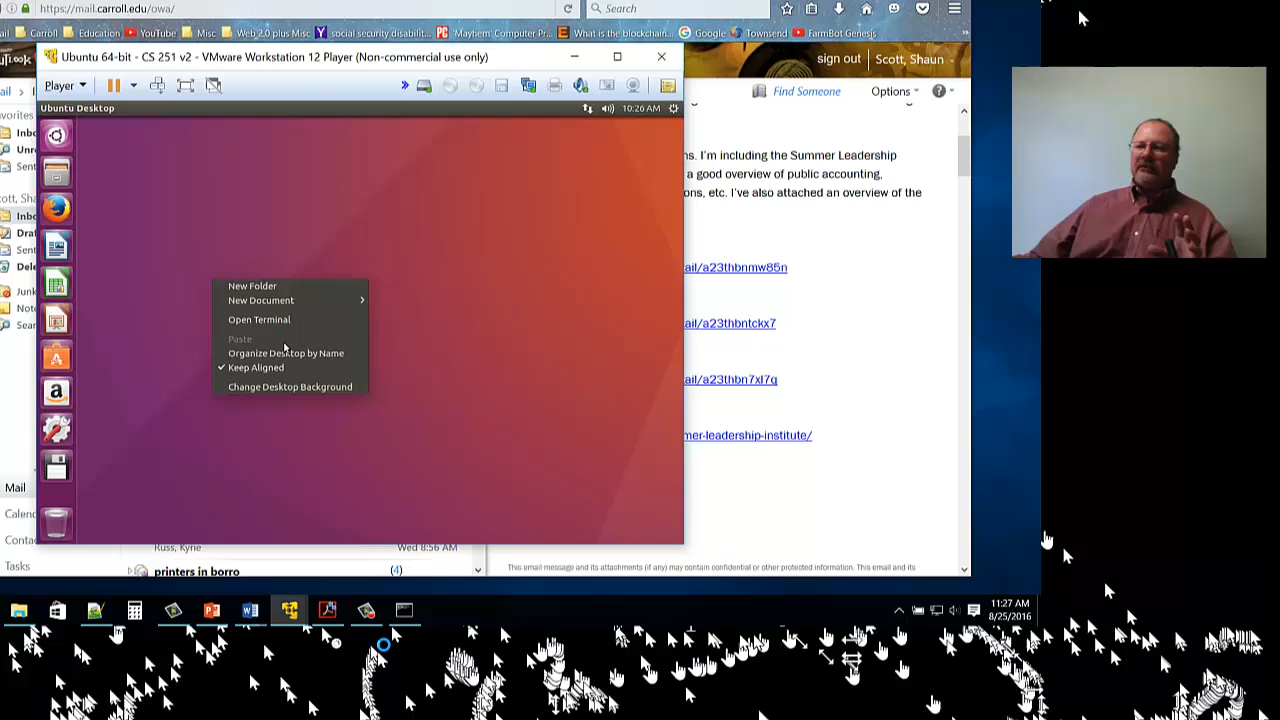 https://mail.carroll.edu/owa/
Search
Carroll
Education
YouTube
Misc
Web 2.0 plus Misc
social security disabilit...
'Mayhem' Computer Pr...
What is the blockchain...
Google
Townsend
FarmBot Genesis
Ubuntu 64-bit - CS 251 v2 - VMware Workstation 12 Player (Non-commercial use only)
sign out
Scott, Shaun
Player
Find Someone
Options
Ubuntu Desktop
10:26 AM
ns. I'm including the Summer Leadership
a good overview of public accounting,
ons, etc. I've also attached an overview of the
ail/a23thbnmw85n
New Folder
New Document
Open Terminal
ail/a23thbntckx7
Paste
Organize Desktop by Name
Keep Aligned
Change Desktop Background
ail/a23thbn7xl7q
mer-leadership-institute/
Mail
Tasks
Russ, Kyrie
Wed 8:56 AM
printers in borro
(4)
This email message and its attachments (if any) may contain confidential or other protected information. This email and its
11:27 AM
8/25/2016